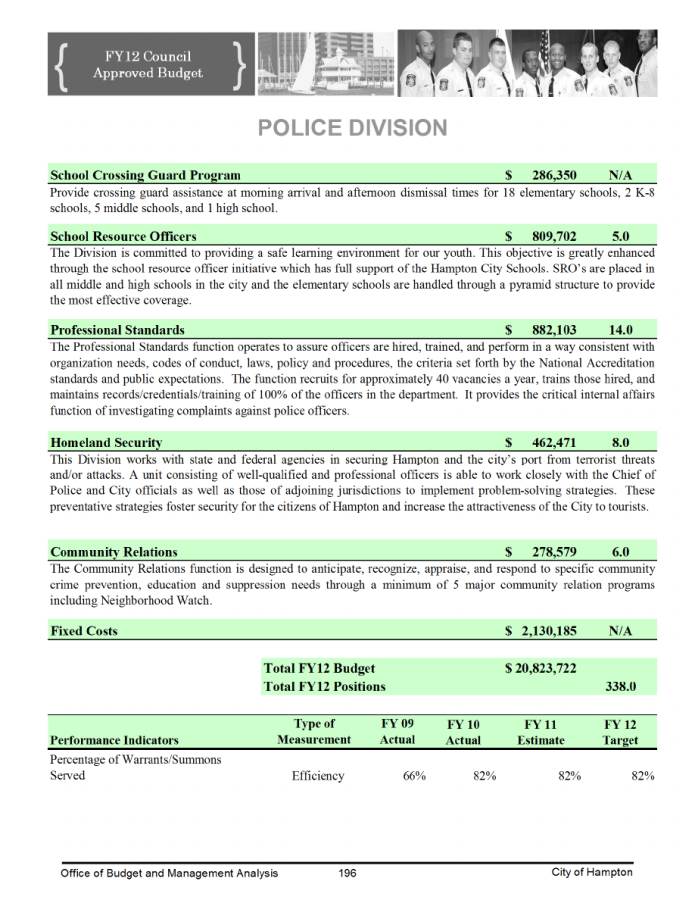 FY12 Council
Approved Budget
POLICE DIVISION
School Crossing Guard Program $ 286,350 N/A
Provide crossing guard assistance at morning arrival and afternoon dismissal times for 18 elementary schools, 2 K-8
schools, 5 middle schools, and 1 high school.
School Resource Officers $ 809,702 5.0
The Division is committed to providing a safe learning environment for our youth. This objective is greatly enhanced
through the school resource officer initiative which has full support of the Hampton City Schools. SRO's are placed in
all middle and high schools in the city and the elementary schools are handled through a pyramid structure to provide
the most effective coverage.
Professional Standards $ 882,103 14.0
The Professional Standards function operates to assure officers are hired, trained, and perform in a way consistent with
organization needs, codes of conduct, laws, policy and procedures, the criteria set forth by the National Accreditation
standards and public expectations. The function recruits for approximately 40 vacancies a year, trains those hired, and
maintains records/credentials/training of 100% of the officers in the department. It provides the critical internal affairs
function of investigating complaints against police officers.
Homeland Security $ 462,471 8.0
This Division works with state and federal agencies in securing Hampton and the city's port from terrorist threats
and/or attacks. A unit consisting of well-qualified and professional officers is able to work closely with the Chief of
Police and City officials as well as those of adjoining jurisdictions to implement problem-solving strategies. These
preventative strategies foster security for the citizens of Hampton and increase the attractiveness of the City to tourists.
Community Relations $ 278,579 6.0
The Community Relations function is designed to anticipate, recognize, appraise, and respond to specific community
crime prevention, education and suppression needs through a minimum of 5 major community relation programs
including Neighborhood Watch.
Fixed Costs $ 2,130,185 N/A
Total FY12 Budget $ 20,823,722
Total FY12 Positions 338.0
Type of FY 09 FY 10 FY 11 FY 12
Performance Indicators Measurement Actual Actual Estimate Target
Percentage of Warrants/Summons
Served Efficiency 66% 82% 82% 82%
Office of Budget and Management Analysis 196 City of Hampton